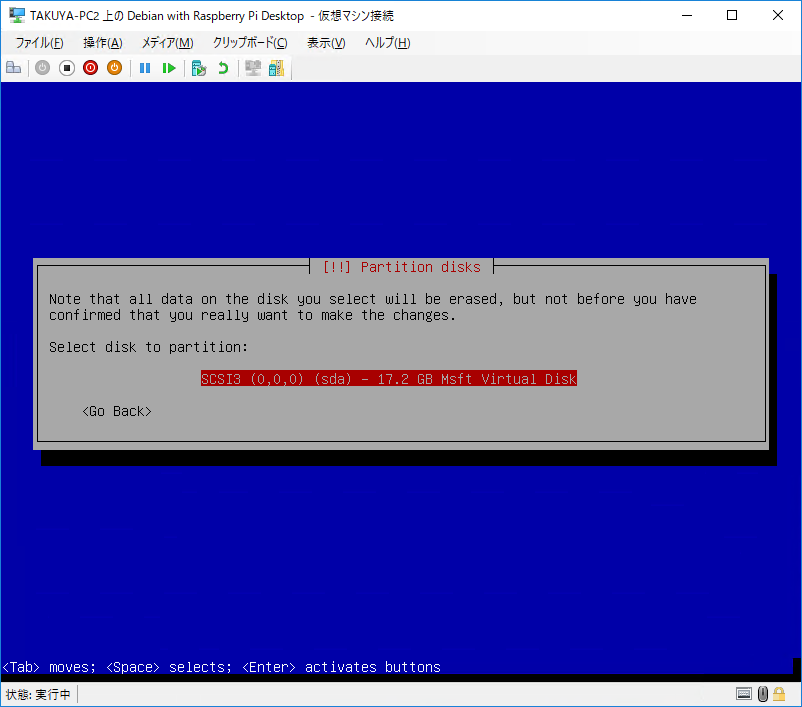 TAKUYA-PC2 上の Debian with Raspberry Pi Desktop - 仮想マシン接続
ファイル(F) 操作(A) メディア(M) クリップボード(C) 表示(V) ヘルプ(H)
[!!] Partition disks
Note that all data on the disk you select will be erased, but not before you have
confirmed that you really want to make the changes.
Select disk to partition:
SCSI3 (0,0,0) (sda) - 17.2 GB Msft Virtual Disk
<Go Back>
<Tab> moves; <Space> selects; <Enter> activates buttons
状態: 実行中